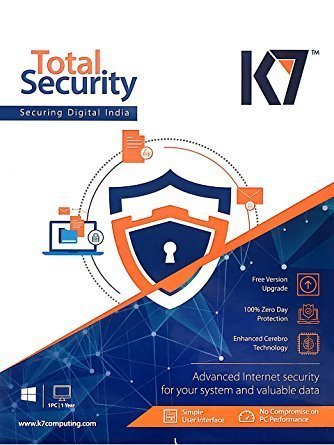 Total
Security
Securing Digital India
K7™
Free Version
Upgrade
100% Zero Day
Protection
Enhanced Cerebro
Technology
Advanced Internet security
for your system and valuable data
1PC | 1 Year
www.k7computing.com
Simple
User Interface
No Compromise on
PC Performance